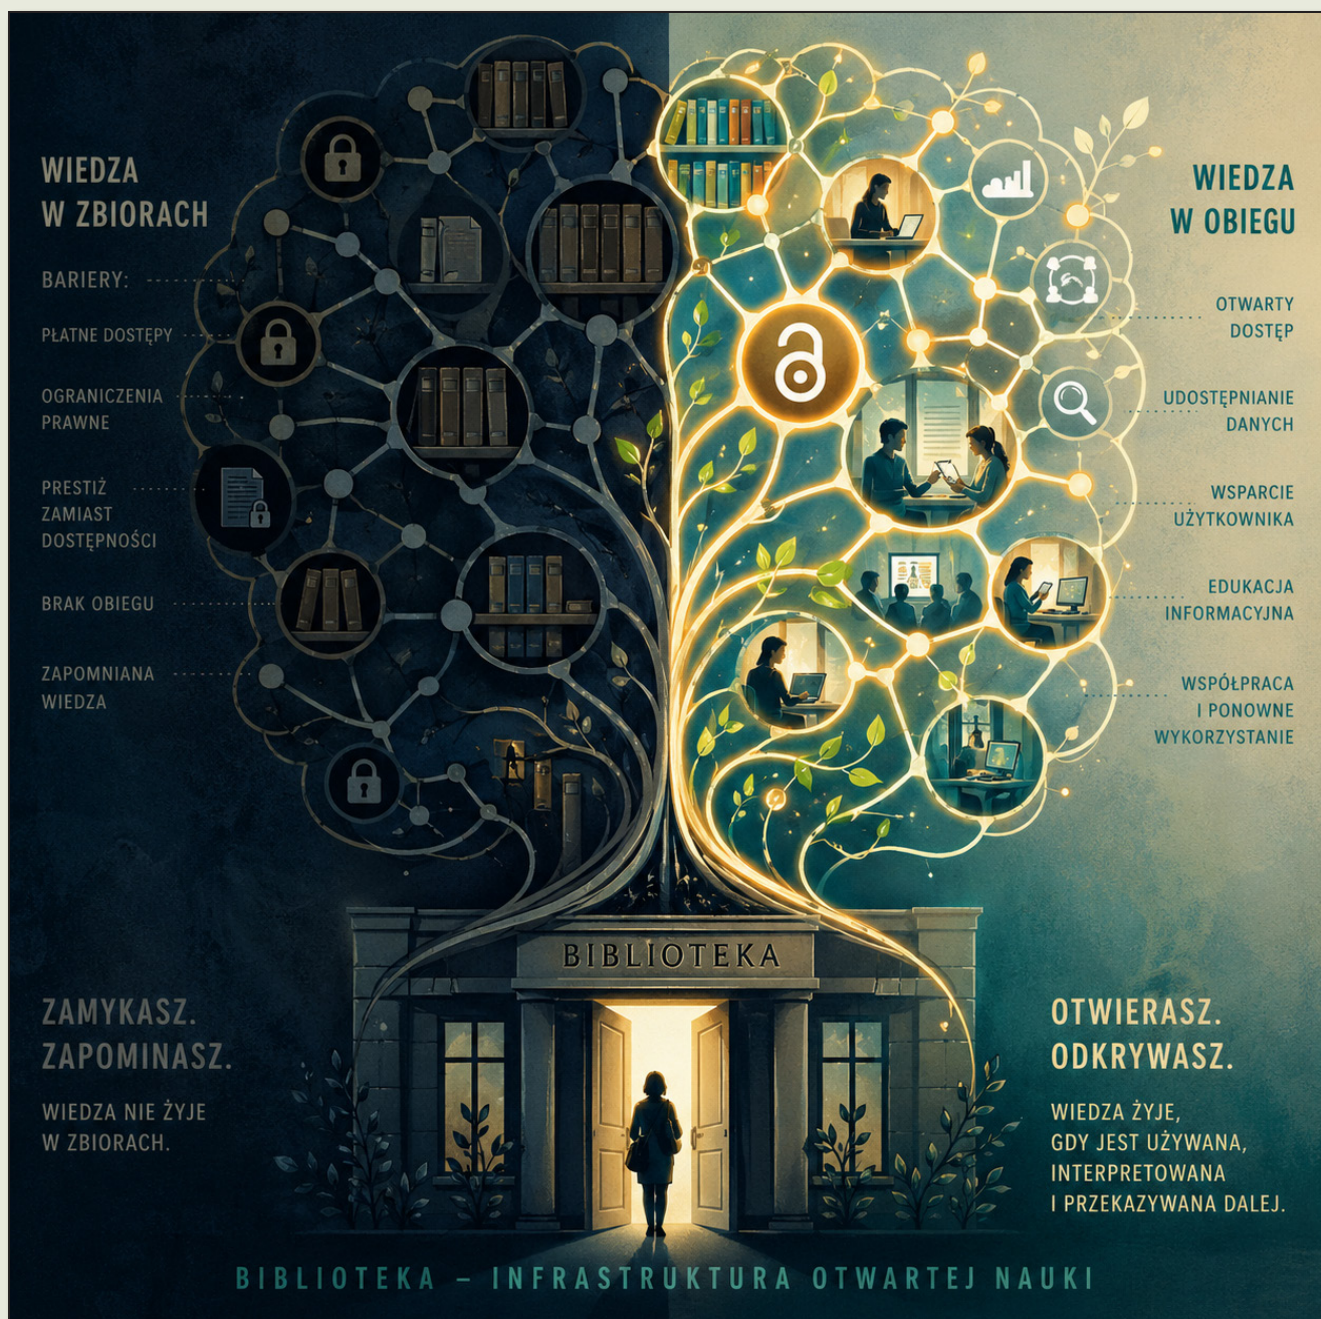 WIEDZA
W ZBIORACH
BARIERY:
PŁATNE DOSTĘPY
OGRANICZENIA
PRAWNE
PRESTIŻ
ZAMIAST
DOSTĘPNOŚCI
BRAK OBIEGU
ZAPOMNIANA
WIEDZA
WIEDZA
W OBIEGU
OTWARTY
DOSTĘP
UDOSTĘPNIANIE
DANYCH
WSPARCIE
UŻYTKOWNIKA
EDUKACJA
INFORMACYJNA
WSPÓŁPRACA
I PONOWNE
WYKORZYSTANIE
BIBLIOTEKA
ZAMYKASZ.
ZAPOMINASZ.
WIEDZA NIE ŻYJE
W ZBIORACH.
OTWIERASZ.
ODKRYWASZ.
WIEDZA ŻYJE,
GDY JEST UŻYWANA,
INTERPRETOWANA
I PRZEKAZYWANA DALEJ.
BIBLIOTEKA – INFRASTRUKTURA OTWARTEJ NAUKI